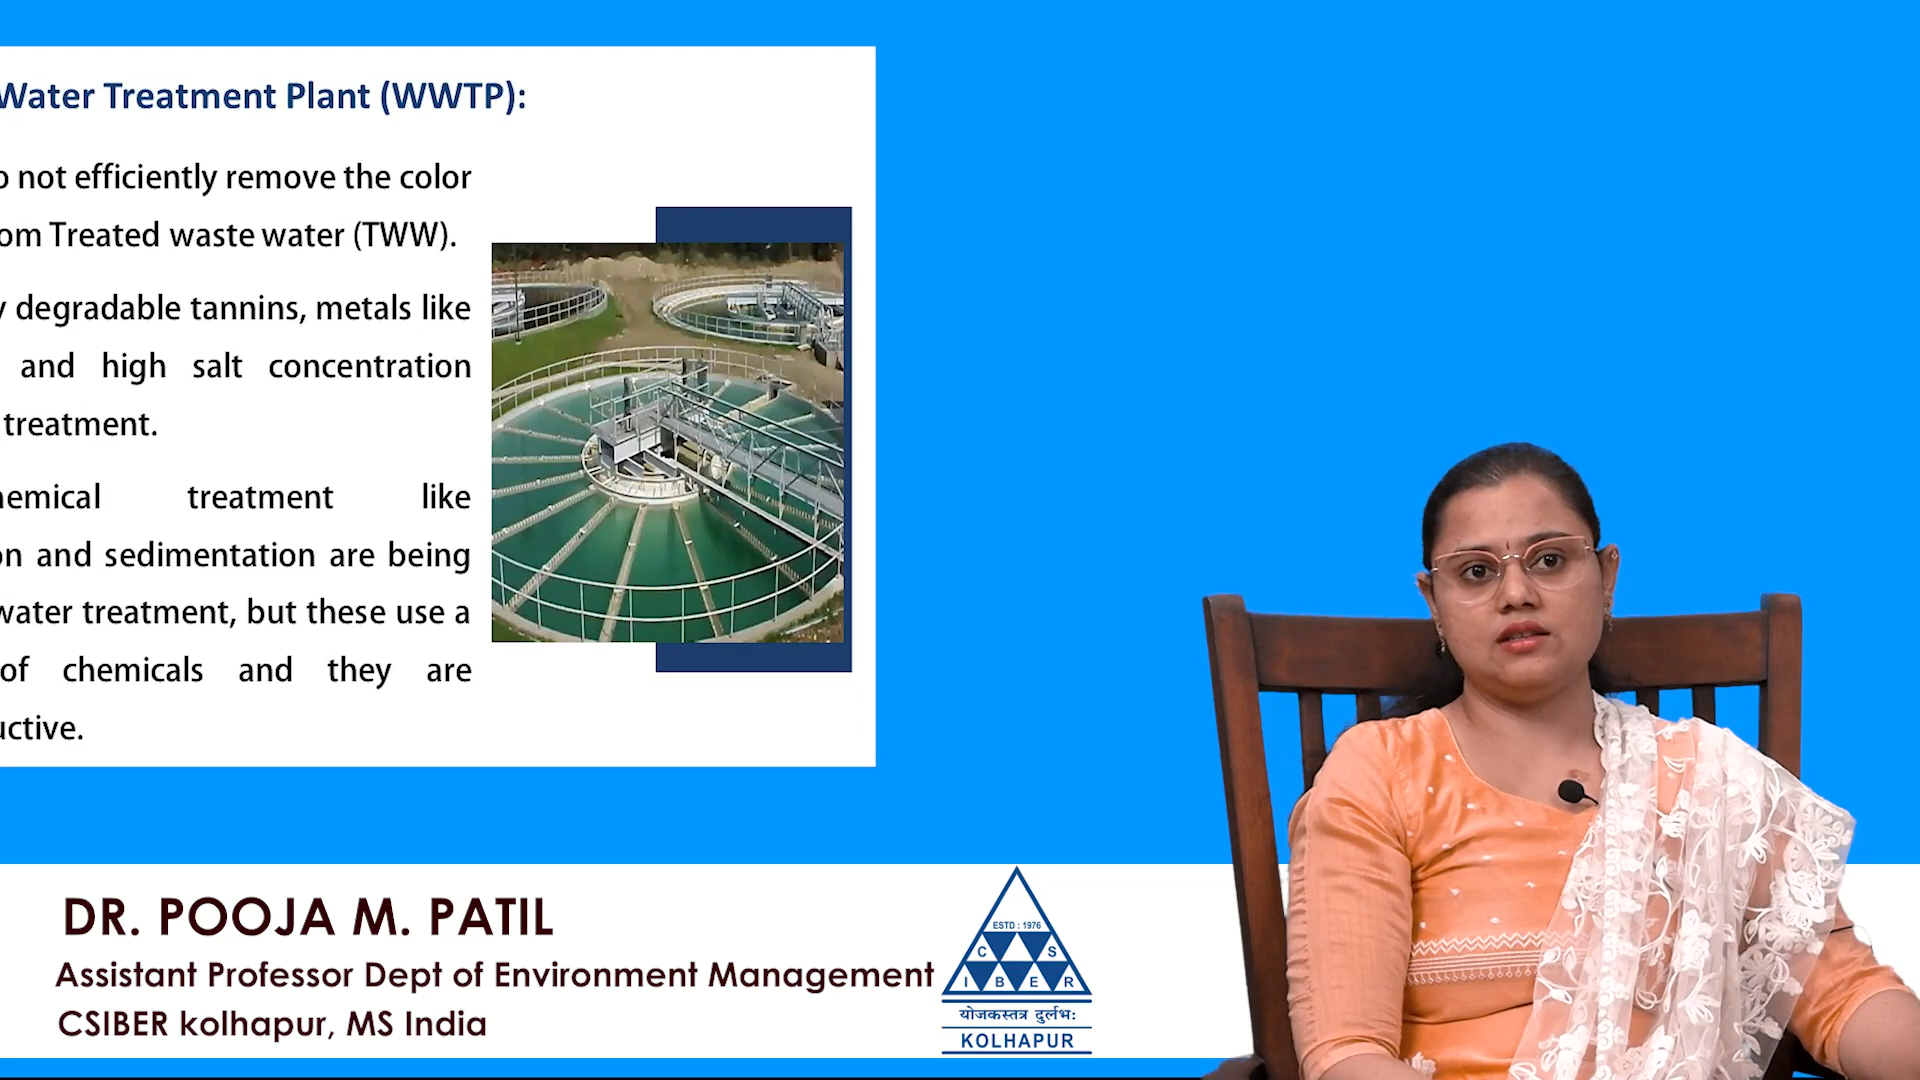 Water Treatment Plant (WWTP):
not efficiently remove the color
Treated waste water (TWW).
degradable tannins, metals like
and high salt concentration
treatment.
treatment like
and sedimentation are being
water treatment, but these use a
of chemicals and they are
DR. POOJA M. PATIL
Assistant Professor Dept of Environment Management
CSIBER kolhapur, MS India
ESTD : 1976
C S
I B E R
योजकस्तत्र दुर्लभ:
KOLHAPUR